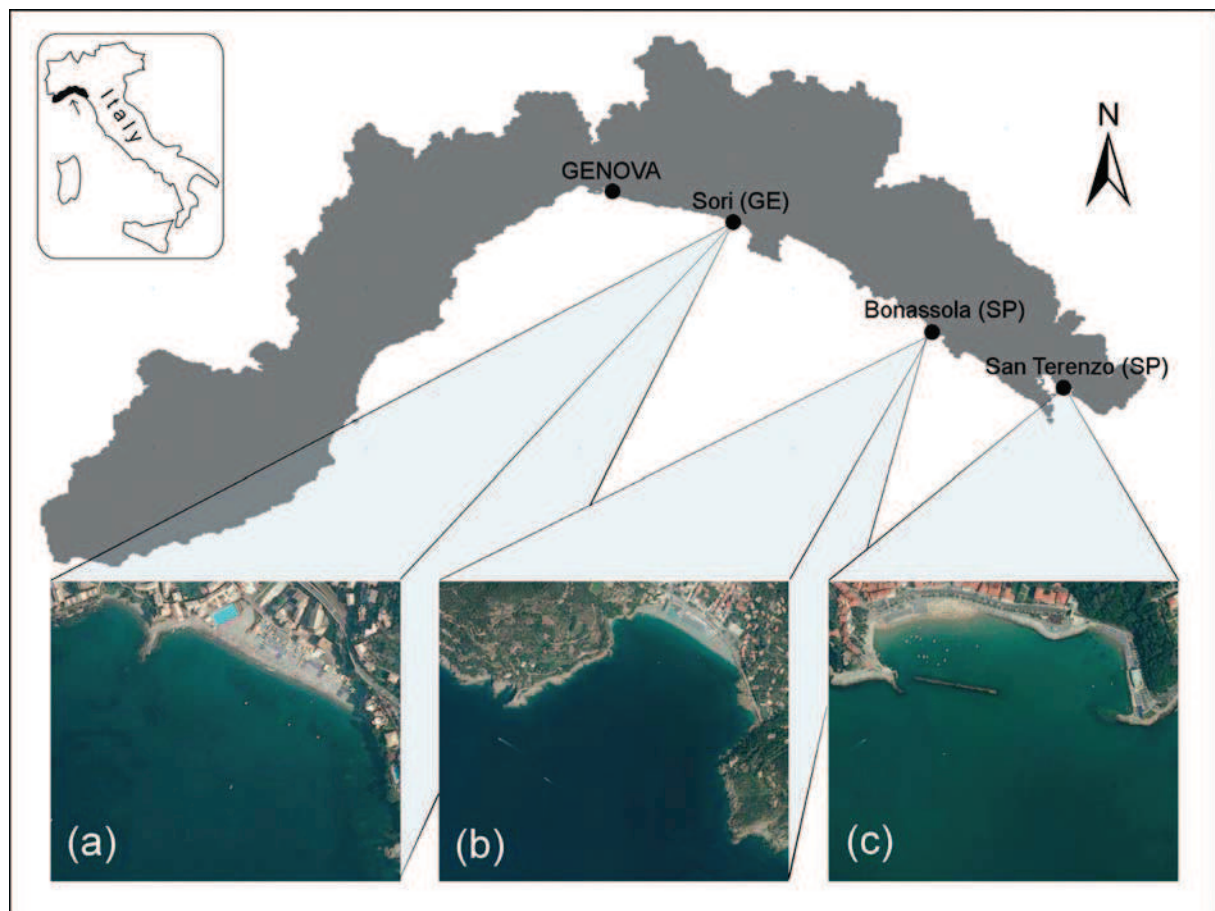 Italy
N
GENOVA
Sori (GE)
Bonassola (SP)
San Terenzo (SP)
(a)
(b)
(c)